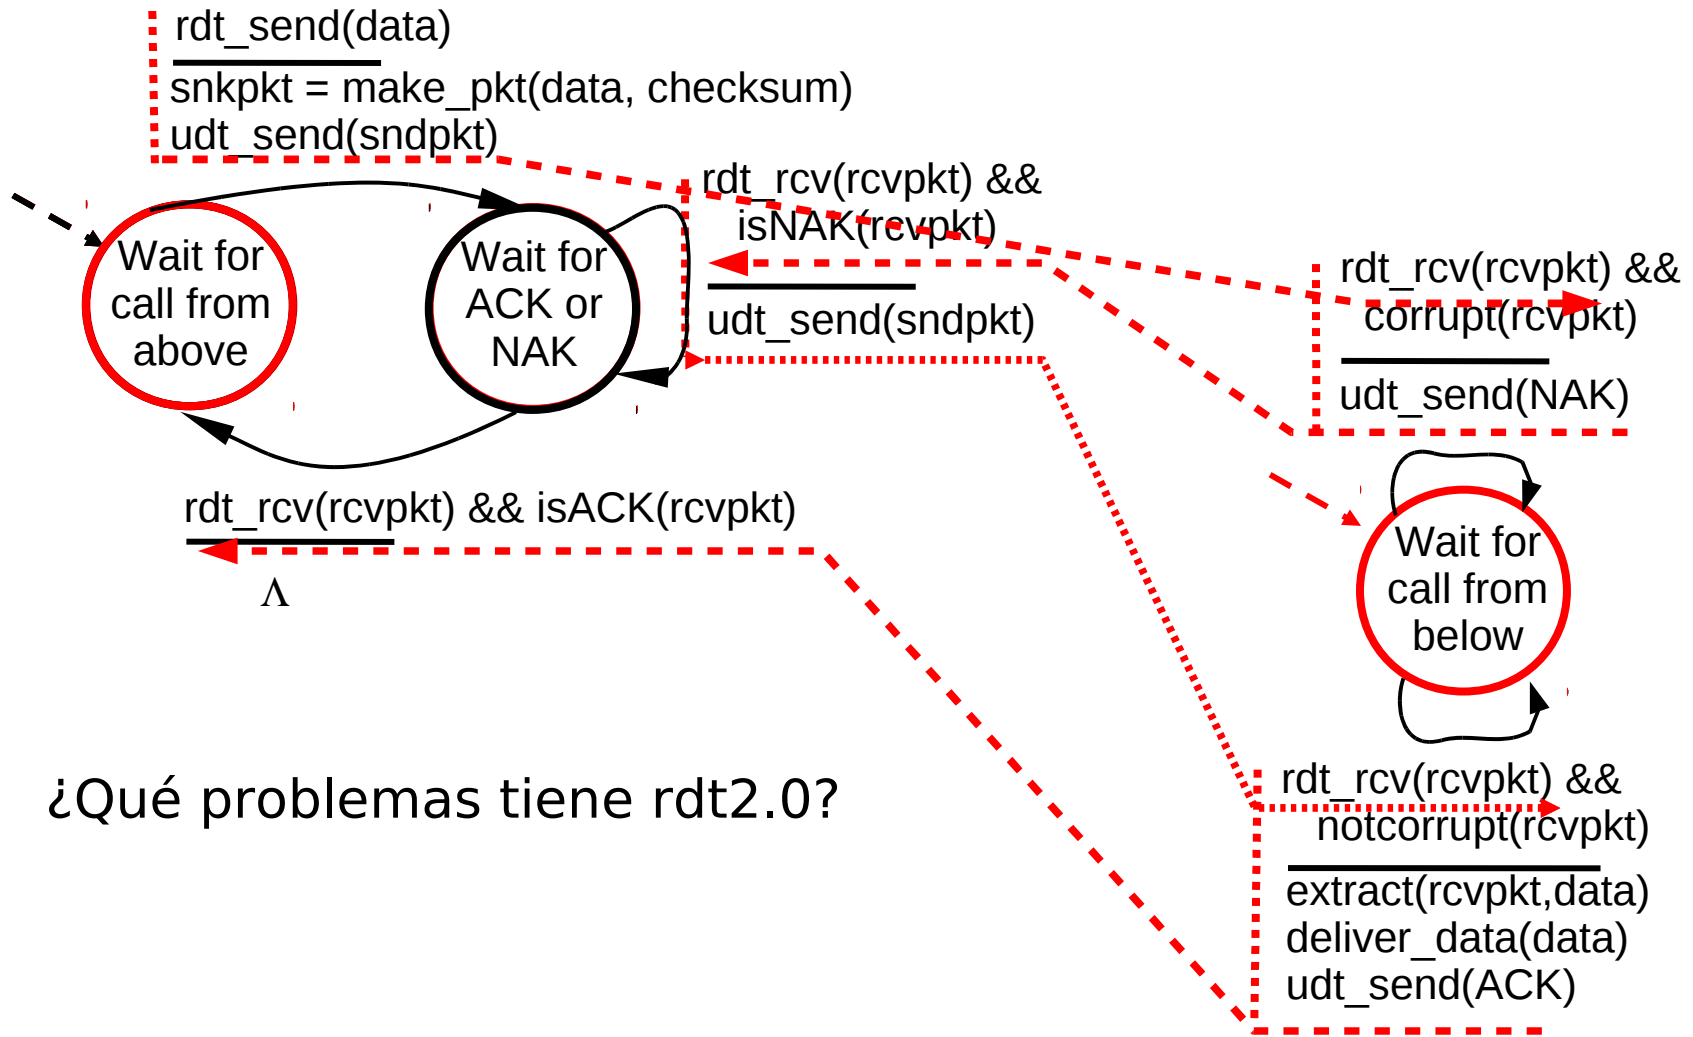 rdt_send(data)
snkpkt = make_pkt(data, checksum)
udt_send(sndpkt)
rdt_rcv(rcvpkt) &&
isNAK(rcvpkt)
udt_send(sndpkt)
Wait for
call from
above
Wait for
ACK or
NAK
rdt_rcv(rcvpkt) && isACK(rcvpkt)
Λ
rdt_rcv(rcvpkt) &&
corrupt(rcvpkt)
udt_send(NAK)
Wait for
call from
below
¿Qué problemas tiene rdt2.0?
rdt_rcv(rcvpkt) &&
notcorrupt(rcvpkt)
extract(rcvpkt,data)
deliver_data(data)
udt_send(ACK)